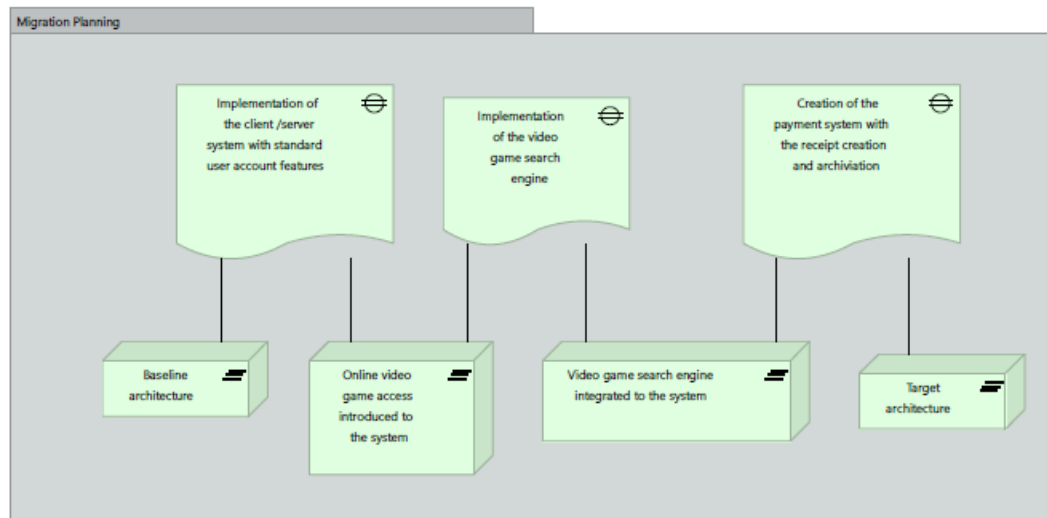 Migration Planning
Implementation of
the client /server
system with standard
user account features
Implementation
of the video
game search
engine
Creation of the
payment system with
the receipt creation
and archiviation
Baseline
architecture
Online video
game access
introduced to
the system
Video game search engine
integrated to the system
Target
architecture